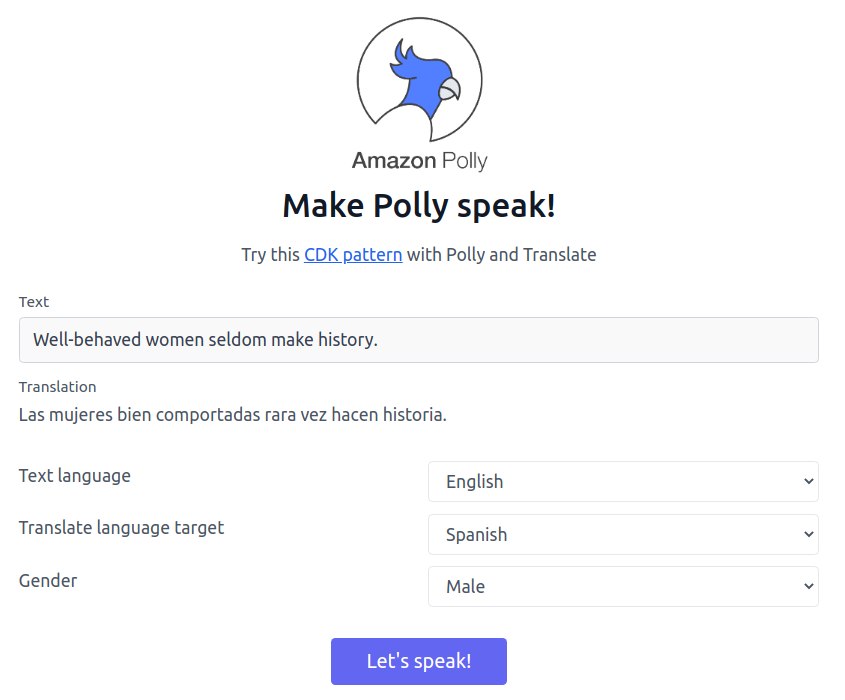 Amazon Polly
Make Polly speak!
Try this CDK pattern with Polly and Translate
Text
Well-behaved women seldom make history.
Translation
Las mujeres bien comportadas rara vez hacen historia.
Text language
English
Translate language target
Spanish
Gender
Male
Let's speak!